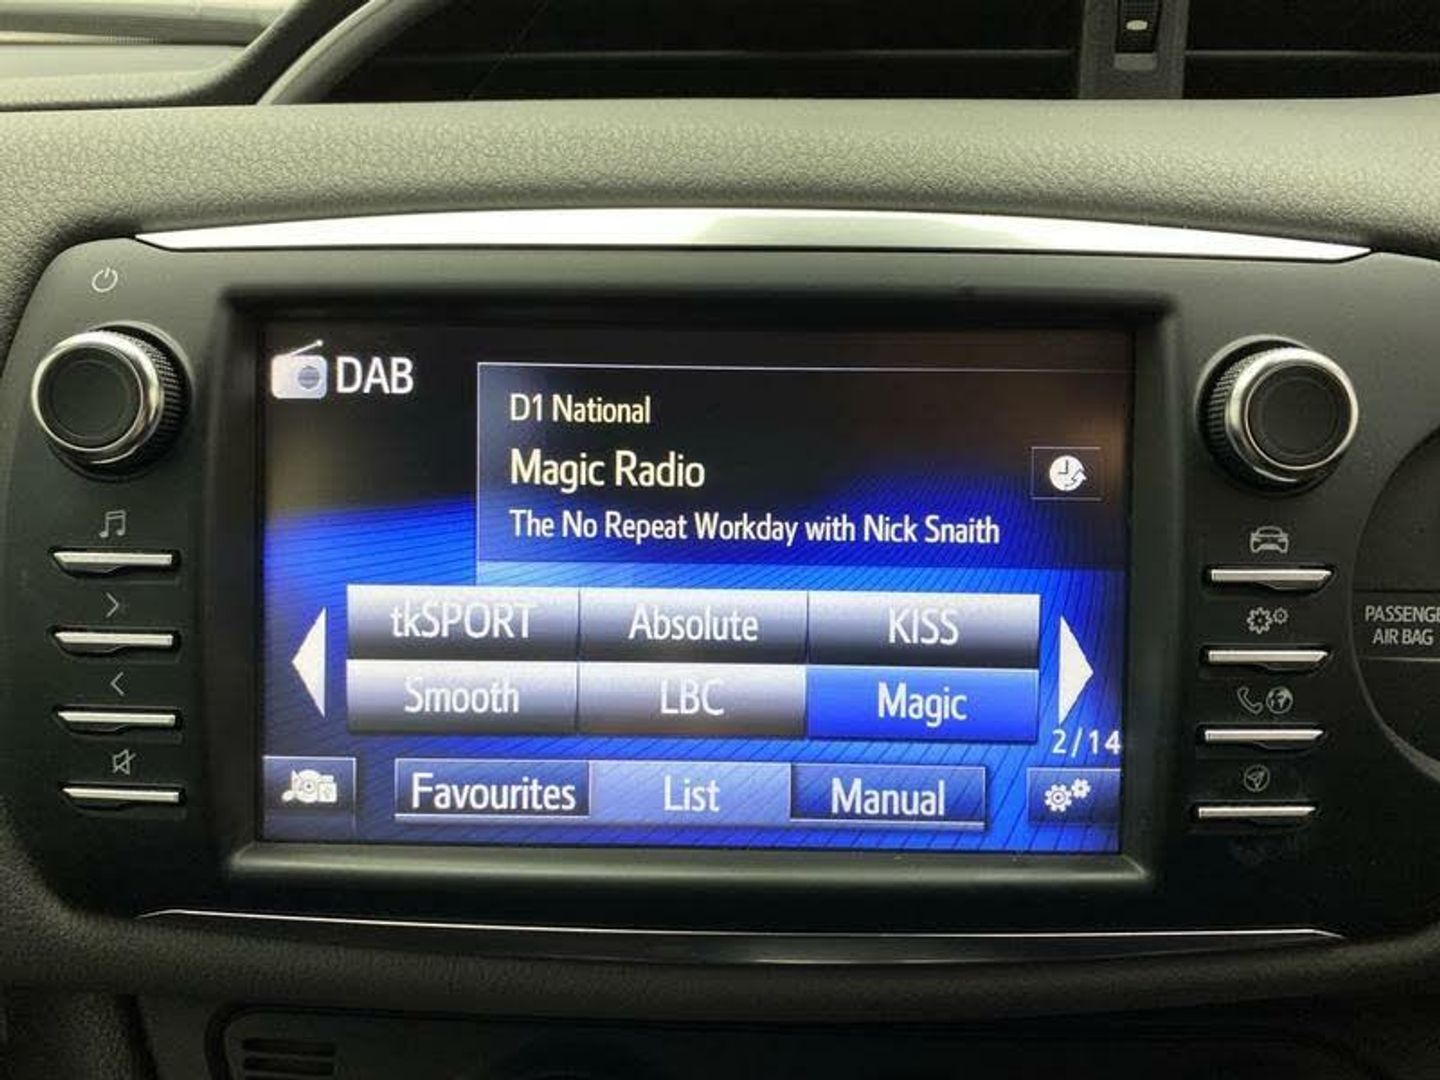 DAB
D1 National
Magic Radio
The No Repeat Workday with Nick Snaith
tkSPORT Absolute KISS
Smooth LBC Magic
2/14
Favourites List Manual
PASSENGE
AIR BAG